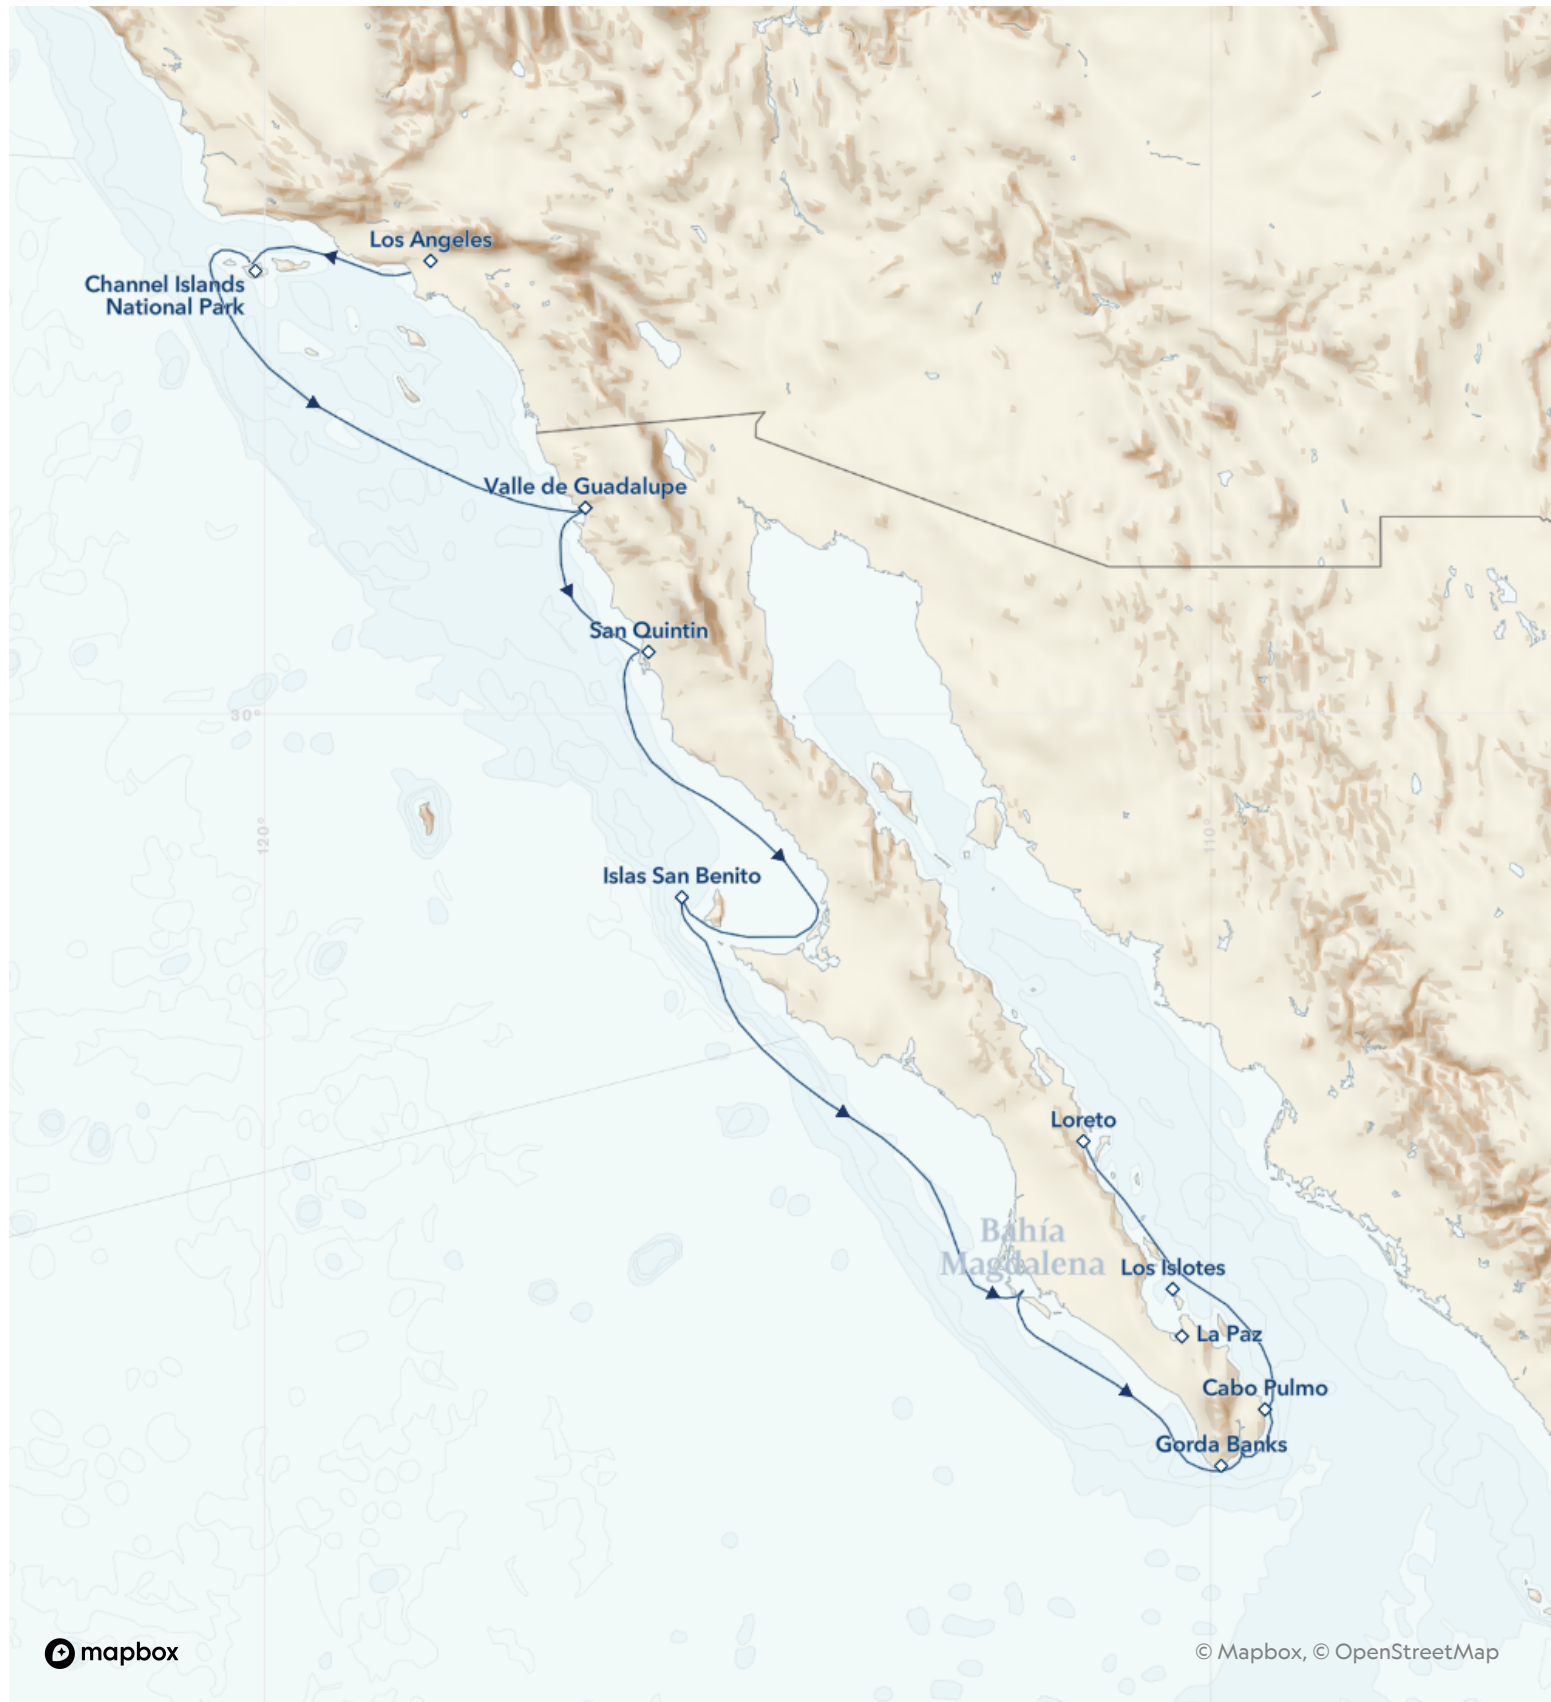 Los Angeles
Channel Islands
National Park
Valle de Guadalupe
San Quintin
30°
120°
110°
Islas San Benito
Loreto
Bahía
Magdalena
Los Islotes
La Paz
Cabo Pulmo
Gorda Banks
mapbox
© Mapbox, © OpenStreetMap